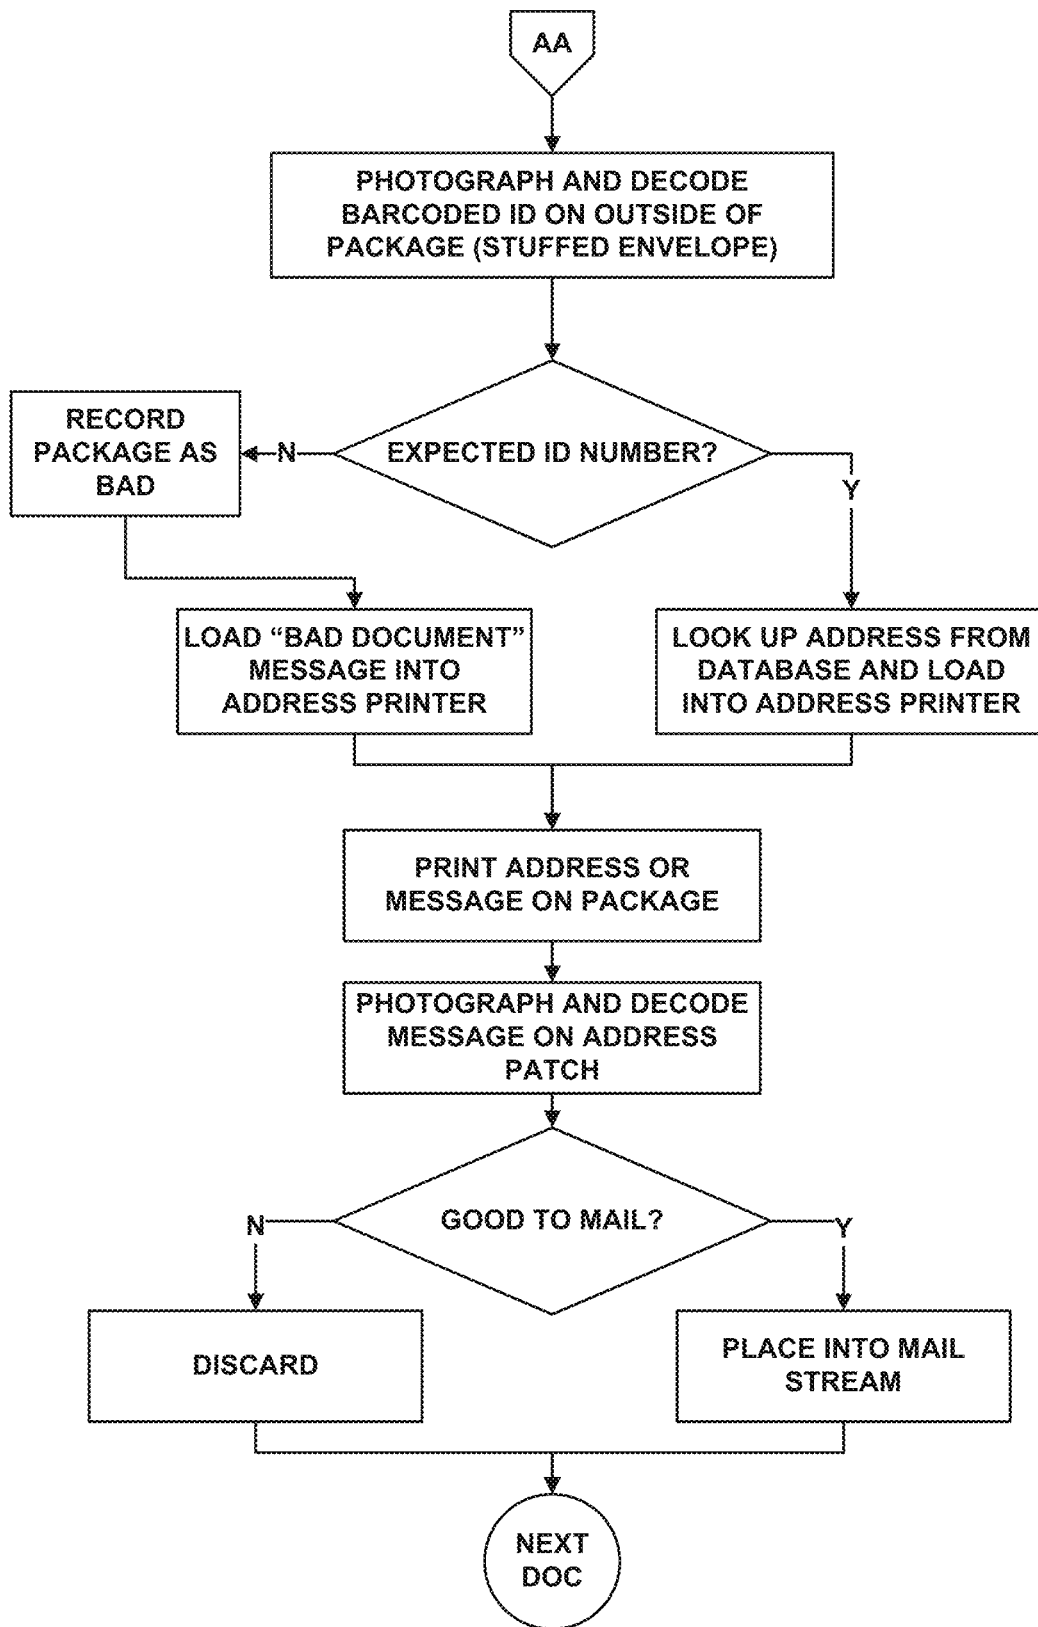 AA
PHOTOGRAPH AND DECODE
BARCODED ID ON OUTSIDE OF
PACKAGE (STUFFED ENVELOPE)
EXPECTED ID NUMBER?
N
Y
RECORD
PACKAGE AS
BAD
LOAD “BAD DOCUMENT”
MESSAGE INTO
ADDRESS PRINTER
LOOK UP ADDRESS FROM
DATABASE AND LOAD
INTO ADDRESS PRINTER
PRINT ADDRESS OR
MESSAGE ON PACKAGE
PHOTOGRAPH AND DECODE
MESSAGE ON ADDRESS
PATCH
GOOD TO MAIL?
N
Y
DISCARD
PLACE INTO MAIL
STREAM
NEXT
DOC